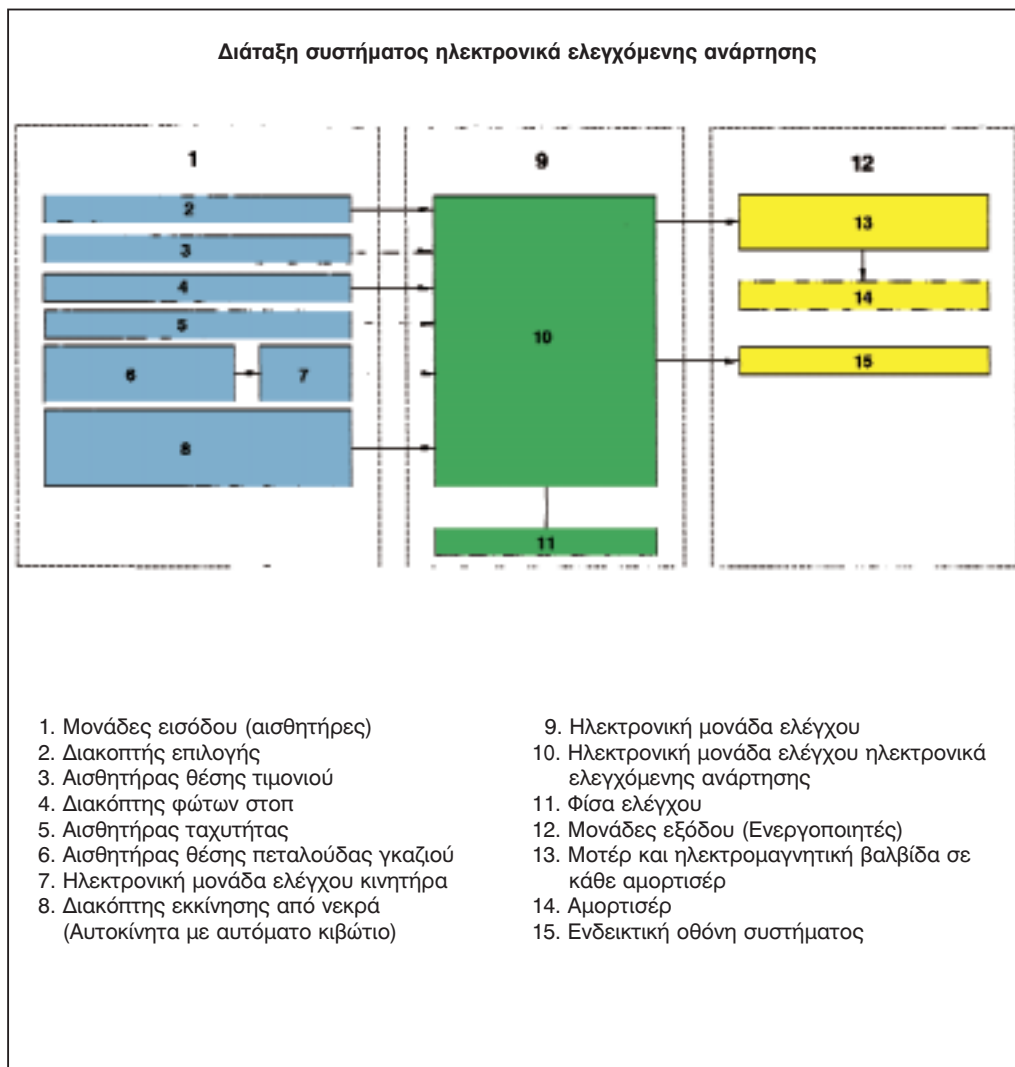 Διάταξη συστήματος ηλεκτρονικά ελεγχόμενης ανάρτησης
1
9
12
2
3
4
5
6
7
8
10
11
13
14
15
1. Μονάδες εισόδου (αισθητήρες)
2. Διακοπτής επιλογής
3. Αισθητήρας θέσης τιμονιού
4. Διακόπτης φώτων στοπ
5. Αισθητήρας ταχυτήτας
6. Αισθητήρας θέσης πεταλούδας γκαζιού
7. Ηλεκτρονική μονάδα ελέγχου κινητήρα
8. Διακόπτης εκκίνησης από νεκρά
(Αυτοκίνητα με αυτόματο κιβώτιο)
9. Ηλεκτρονική μονάδα ελέγχου
10. Ηλεκτρονική μονάδα ελέγχου ηλεκτρονικά
ελεγχόμενης ανάρτησης
11. Φίσα ελέγχου
12. Μονάδες εξόδου (Ενεργοποιητές)
13. Μοτέρ και ηλεκτρομαγνητική βαλβίδα σε
κάθε αμορτισέρ
14. Αμορτισέρ
15. Ενδεικτική οθόνη συστήματος